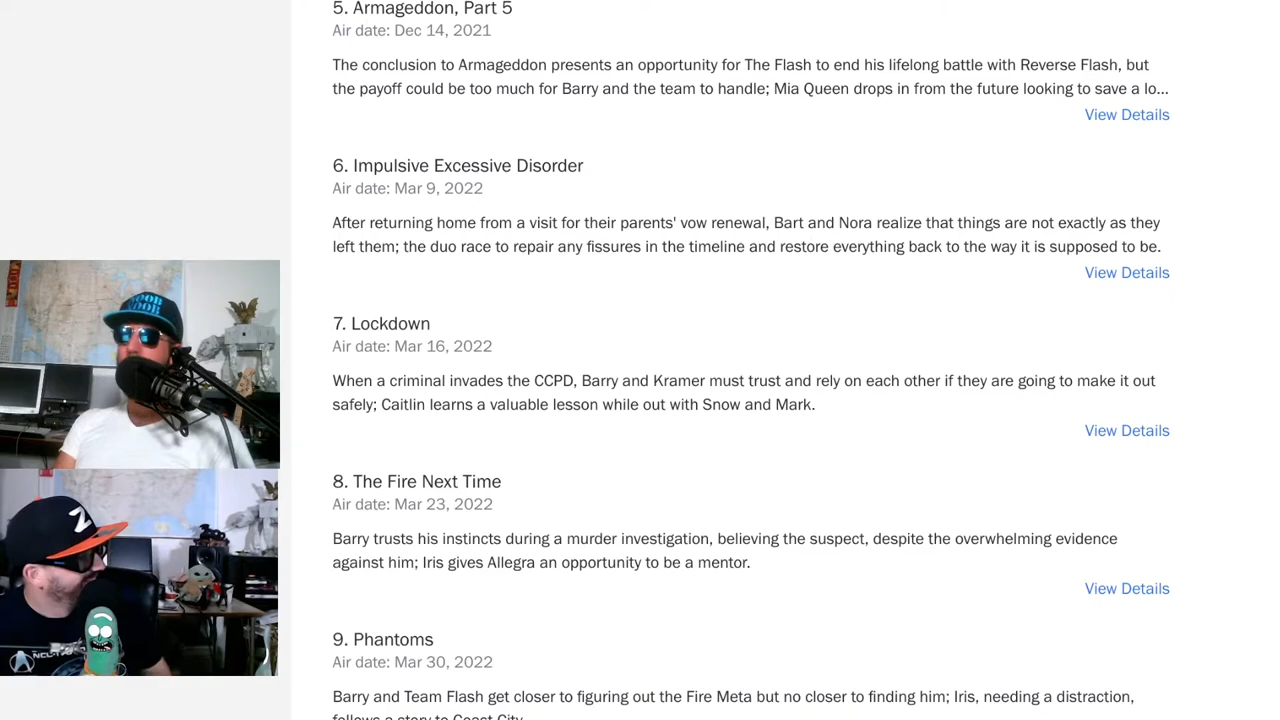 5. Armageddon, Part 5
Air date: Dec 14, 2021
The conclusion to Armageddon presents an opportunity for The Flash to end his lifelong battle with Reverse Flash, but
the payoff could be too much for Barry and the team to handle; Mia Queen drops in from the future looking to save a lo...
View Details
6. Impulsive Excessive Disorder
Air date: Mar 9, 2022
After returning home from a visit for their parents' vow renewal, Bart and Nora realize that things are not exactly as they
left them; the duo race to repair any fissures in the timeline and restore everything back to the way it is supposed to be.
View Details
7. Lockdown
Air date: Mar 16, 2022
When a criminal invades the CCPD, Barry and Kramer must trust and rely on each other if they are going to make it out
safely; Caitlin learns a valuable lesson while out with Snow and Mark.
View Details
8. The Fire Next Time
Air date: Mar 23, 2022
Barry trusts his instincts during a murder investigation, believing the suspect, despite the overwhelming evidence
against him; Iris gives Allegra an opportunity to be a mentor.
View Details
9. Phantoms
Air date: Mar 30, 2022
Barry and Team Flash get closer to figuring out the Fire Meta but no closer to finding him; Iris, needing a distraction,
follows a story to Coast City.
NOOB
NOOB
Z